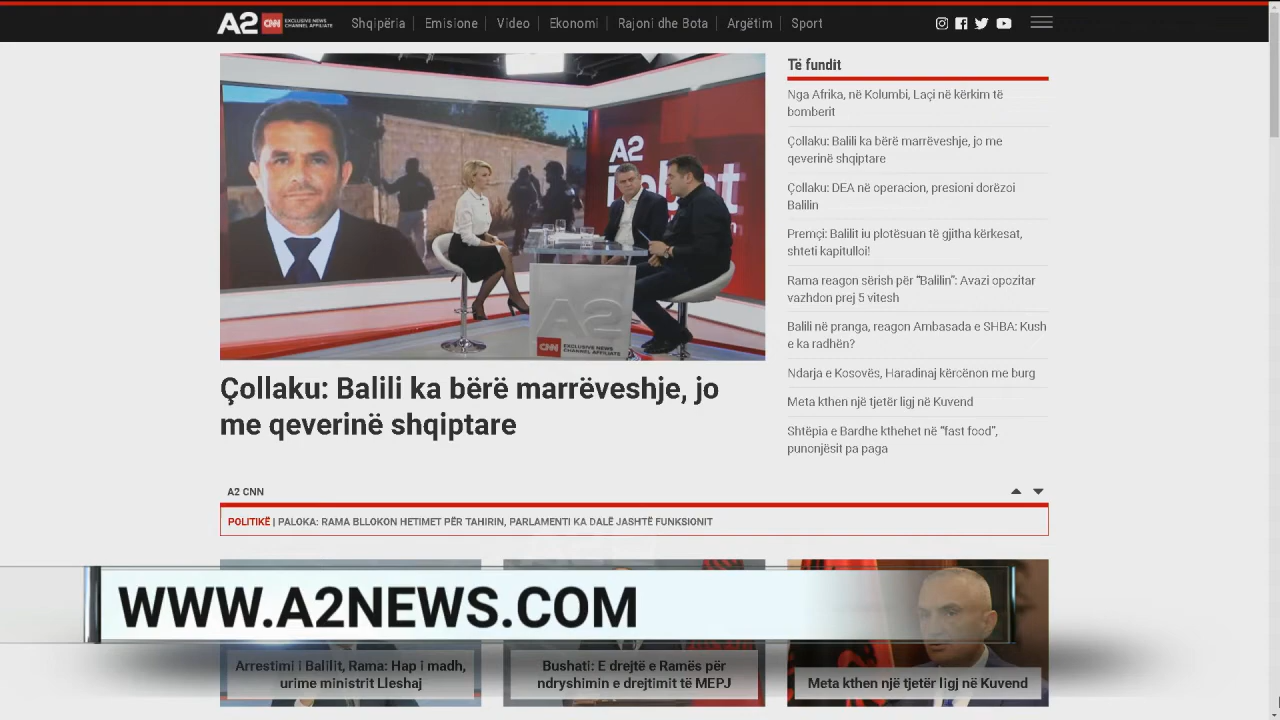 A2 CNN EXCLUSIVE NEWS CHANNEL AFFILIATE Shqipëria Emisione Video Ekonomi Rajoni dhe Bota Argëtim Sport
A2
CNN EXCLUSIVE NEWS CHANNEL AFFILIATE
A2
Çollaku: Balili ka bërë marrëveshje, jo
me qeverinë shqiptare
Të fundit
Nga Afrika, në Kolumbi, Laçi në kërkim të
bomberit
Çollaku: Balili ka bërë marrëveshje, jo me
qeverinë shqiptare
Çollaku: DEA në operacion, presioni dorëzoi
Balilin
Premçi: Balilit iu plotësuan të gjitha kërkesat,
shteti kapitulloi!
Rama reagon sërish për “Balilin”: Avazi opozitar
vazhdon prej 5 vitesh
Balili në pranga, reagon Ambasada e SHBA: Kush
e ka radhën?
Ndarja e Kosovës, Haradinaj kërcënon me burg
Meta kthen një tjetër ligj në Kuvend
Shtëpia e Bardhe kthehet në “fast food”,
punonjësit pa paga
A2 CNN
POLITIKË | PALOKA: RAMA BLLOKON HETIMET PËR TAHIRIN, PARLAMENTI KA DALË JASHTË FUNKSIONIT
WWW.A2NEWS.COM
Arrestimi i Balilit, Rama: Hap i madh,
urime ministrit Lleshaj
Bushati: E drejtë e Ramës për
ndryshimin e drejtimit të MEPJ
Meta kthen një tjetër ligj në Kuvend